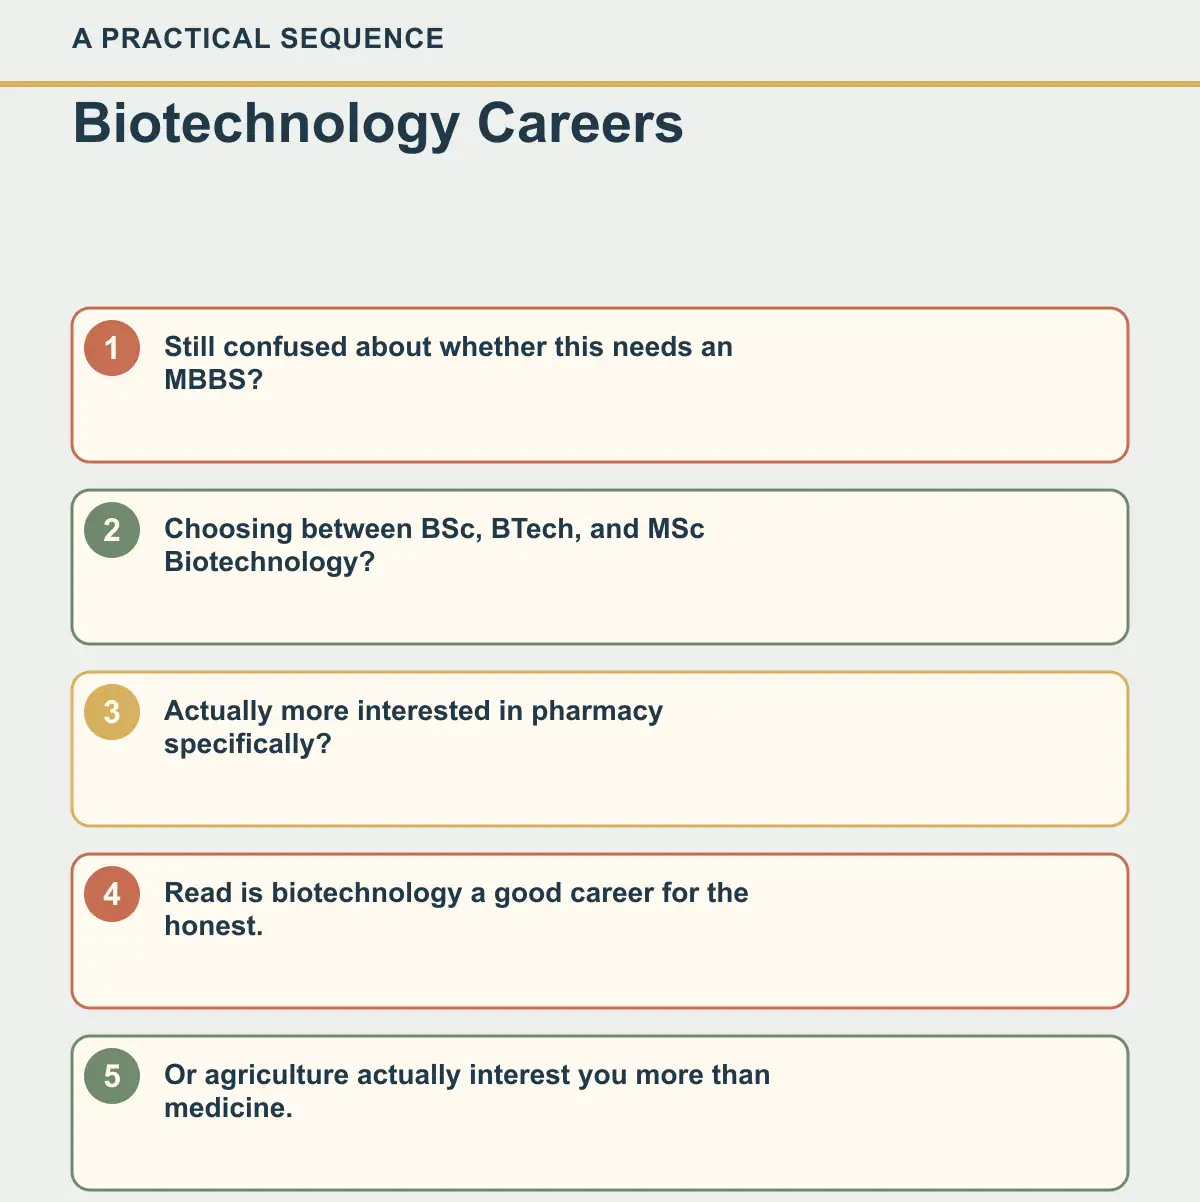 A PRACTICAL SEQUENCE
Biotechnology Careers
1
Still confused about whether this needs an
MBBS?
2
Choosing between BSc, BTech, and MSc
Biotechnology?
3
Actually more interested in pharmacy
specifically?
4
Read is biotechnology a good career for the
honest.
5
Or agriculture actually interest you more than
medicine.